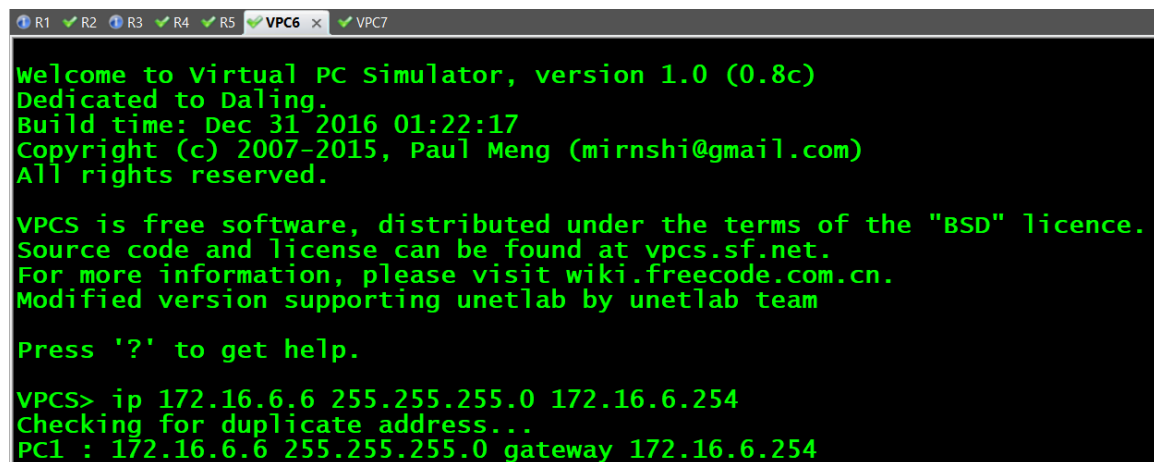 R1 R2 R3 R4 R5 VPC6 × VPC7
Welcome to Virtual PC Simulator, version 1.0 (0.8c)
Dedicated to Daling.
Build time: Dec 31 2016 01:22:17
Copyright (c) 2007-2015, Paul Meng (mirnshi@gmail.com)
All rights reserved.
VPCS is free software, distributed under the terms of the "BSD" licence.
Source code and license can be found at vpcs.sf.net.
For more information, please visit wiki.freecode.com.cn.
Modified version supporting unetlab by unetlab team
Press '?' to get help.
VPCS> ip 172.16.6.6 255.255.255.0 172.16.6.254
Checking for duplicate address...
PC1 : 172.16.6.6 255.255.255.0 gateway 172.16.6.254